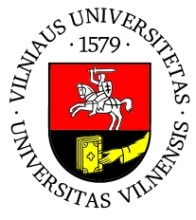 VILNIAUS UNIVERSITETAS
· 1579 ·
UNIVERSITAS VILNENSIS